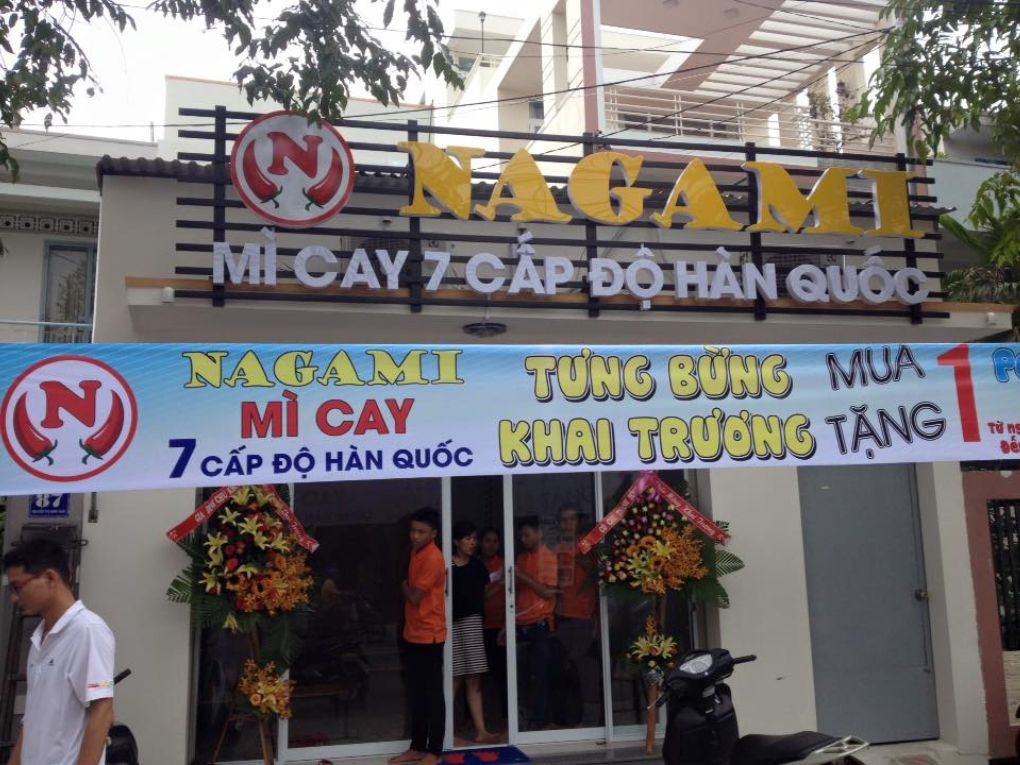 N NAGAMI
MÌ CAY 7 CẤP ĐỘ HÀN QUỐC
N
NAGAMI
MÌ CAY
7 CẤP ĐỘ HÀN QUỐC
TƯNG BỪNG
KHAI TRƯƠNG
MUA
TẶNG
1
87